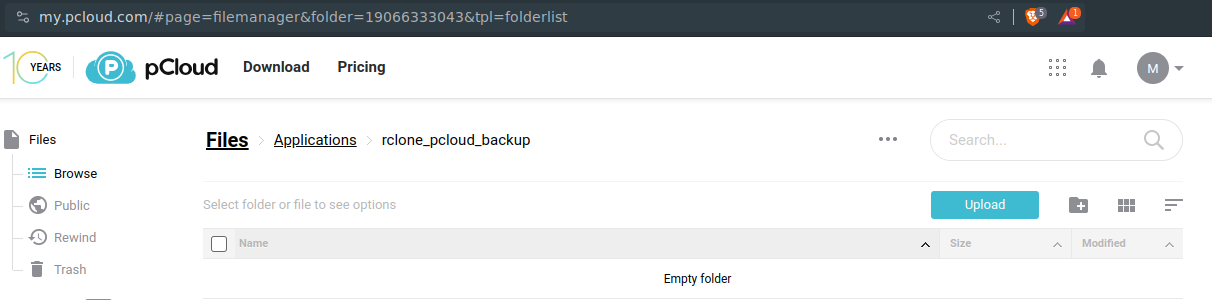 my.pcloud.com/#page=filemanager&folder=19066333043&tpl=folderlist
5
1
10 YEARS
P pCloud
Download
Pricing
M
Files
Browse
Public
Rewind
Trash
Files > Applications > rclone_pcloud_backup
Search...
Select folder or file to see options
Upload
Name
Size
Modified
Empty folder